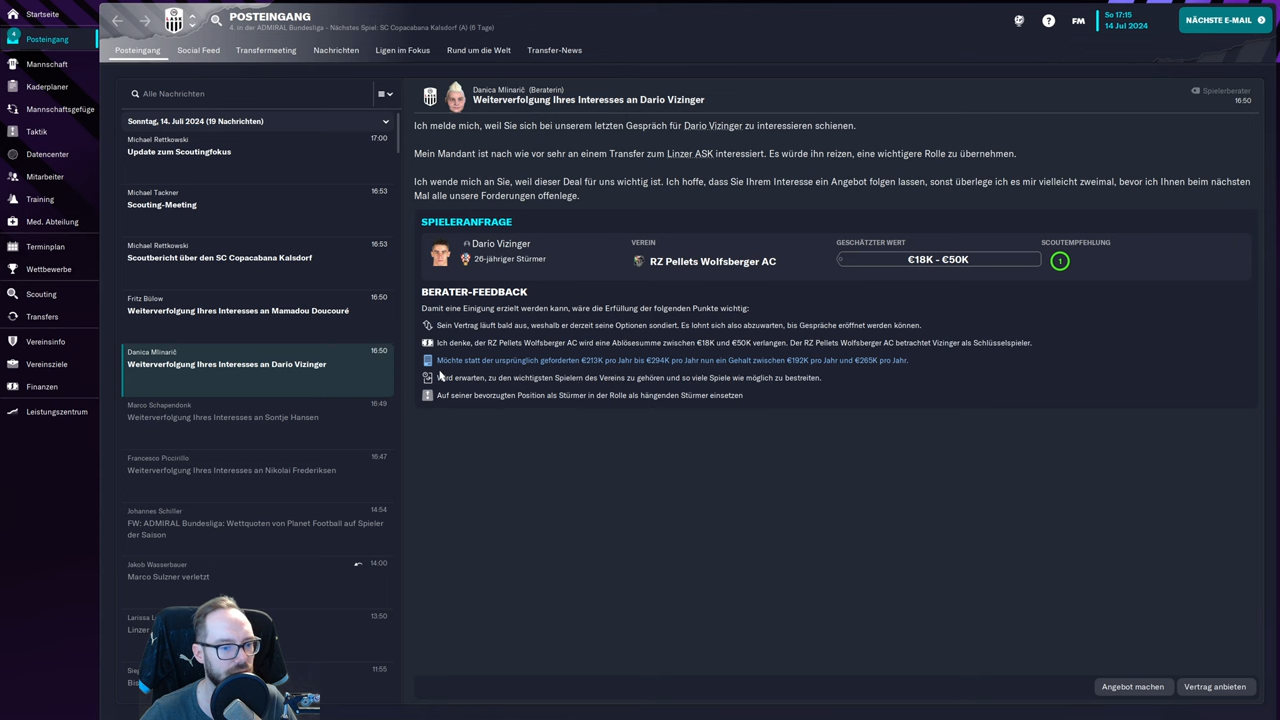 Startseite
4
Posteingang
Mannschaft
Kaderplaner
Mannschaftsgefüge
Taktik
Datencenter
Mitarbeiter
Training
Med. Abteilung
Terminplan
Wettbewerbe
Scouting
Transfers
Vereinsinfo
Vereinsziele
Finanzen
Leistungszentrum
POSTEINGANG
4. in der ADMIRAL Bundesliga - Nächstes Spiel: SC Copacabana Kalsdorf (A) (6 Tage)
FM
So 17:15
14 Jul 2024
NÄCHSTE E-MAIL
Posteingang
Social Feed
Transfermeeting
Nachrichten
Ligen im Fokus
Rund um die Welt
Transfer-News
Alle Nachrichten
Sonntag, 14. Juli 2024 (19 Nachrichten)
Michael Rettkowski 17:00
Update zum Scoutingfokus
Michael Tackner 16:53
Scouting-Meeting
Michael Rettkowski 16:53
Scoutbericht über den SC Copacabana Kalsdorf
Fritz Bülow 16:50
Weiterverfolgung Ihres Interesses an Mamadou Doucouré
Danica Mlinarič 16:50
Weiterverfolgung Ihres Interesses an Dario Vizinger
Marco Schapendonk 16:49
Weiterverfolgung Ihres Interesses an Sontje Hansen
Francesco Piccirillo 16:47
Weiterverfolgung Ihres Interesses an Nikolai Frederiksen
Johannes Schiller 14:54
FW: ADMIRAL Bundesliga: Wettquoten von Planet Football auf Spieler
der Saison
Jakob Wasserbauer 14:00
Marco Sulzner verletzt
Larissa 13:50
Linzer
11:55
Danica Mlinarič (Beraterin)
Weiterverfolgung Ihres Interesses an Dario Vizinger
Spielerberater
16:50
Ich melde mich, weil Sie sich bei unserem letzten Gespräch für Dario Vizinger zu interessieren schienen.
Mein Mandant ist nach wie vor sehr an einem Transfer zum Linzer ASK interessiert. Es würde ihn reizen, eine wichtigere Rolle zu übernehmen.
Ich wende mich an Sie, weil dieser Deal für uns wichtig ist. Ich hoffe, dass Sie Ihrem Interesse ein Angebot folgen lassen, sonst überlege ich es mir vielleicht zweimal, bevor ich Ihnen beim nächsten
Mal alle unsere Forderungen offenlege.
SPIELERANFRAGE
Dario Vizinger
26-jähriger Stürmer
VEREIN
RZ Pellets Wolfsberger AC
GESCHÄTZTER WERT
€18K - €50K
SCOUTEMPFEHLUNG
1
BERATER-FEEDBACK
Damit eine Einigung erzielt werden kann, wäre die Erfüllung der folgenden Punkte wichtig:
Sein Vertrag läuft bald aus, weshalb er derzeit seine Optionen sondiert. Es lohnt sich also abzuwarten, bis Gespräche eröffnet werden können.
Ich denke, der RZ Pellets Wolfsberger AC wird eine Ablösesumme zwischen €18K und €50K verlangen. Der RZ Pellets Wolfsberger AC betrachtet Vizinger als Schlüsselspieler.
Möchte statt der ursprünglich geforderten €213K pro Jahr bis €294K pro Jahr nun ein Gehalt zwischen €192K pro Jahr und €265K pro Jahr.
Wird erwarten, zu den wichtigsten Spielern des Vereins zu gehören und so viele Spiele wie möglich zu bestreiten.
Auf seiner bevorzugten Position als Stürmer in der Rolle als hängenden Stürmer einsetzen
Angebot machen
Vertrag anbieten